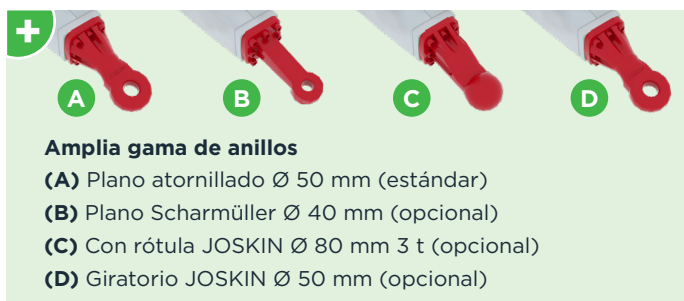 +
A B C D
Amplia gama de anillos
(A) Plano atornillado Ø 50 mm (estándar)
(B) Plano Scharmüller Ø 40 mm (opcional)
(C) Con rótula JOSKIN Ø 80 mm 3 t (opcional)
(D) Giratorio JOSKIN Ø 50 mm (opcional)